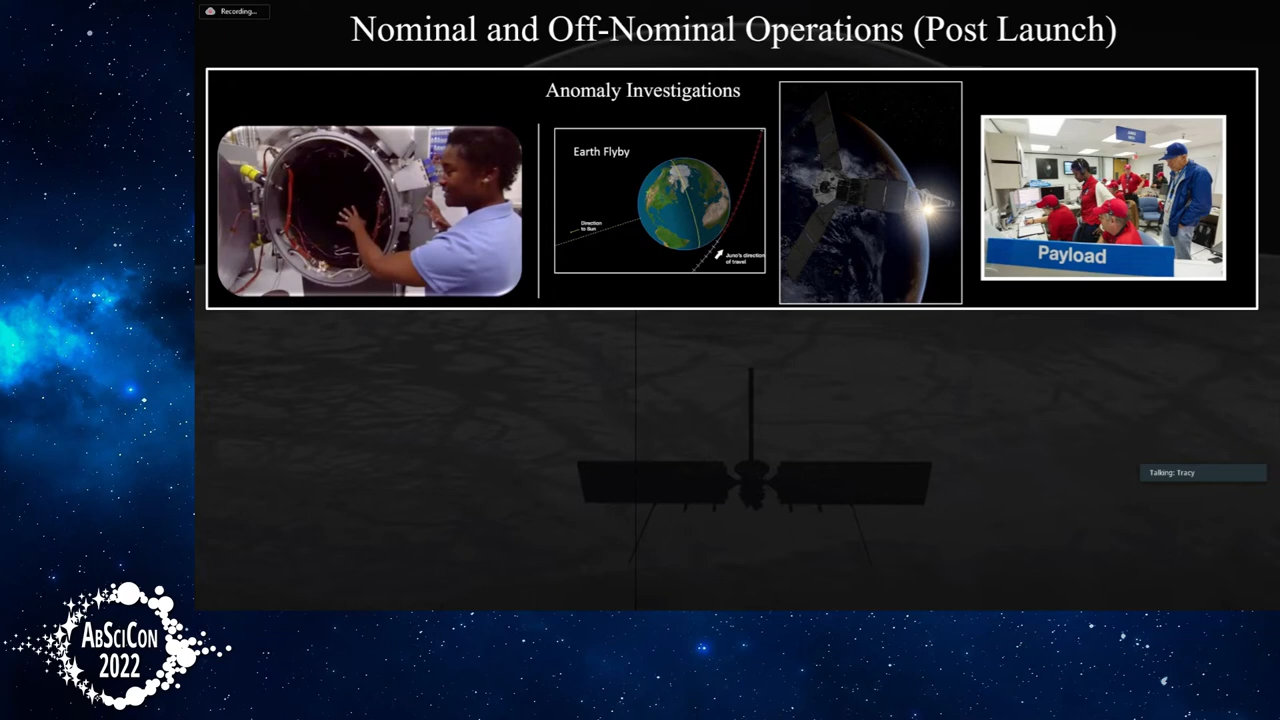 Recording...
Nominal and Off-Nominal Operations (Post Launch)
Anomaly Investigations
Earth Flyby
Direction
to Sun
Juno's direction
of travel
Payload
Talking: Tracy
AbSciCon
2022